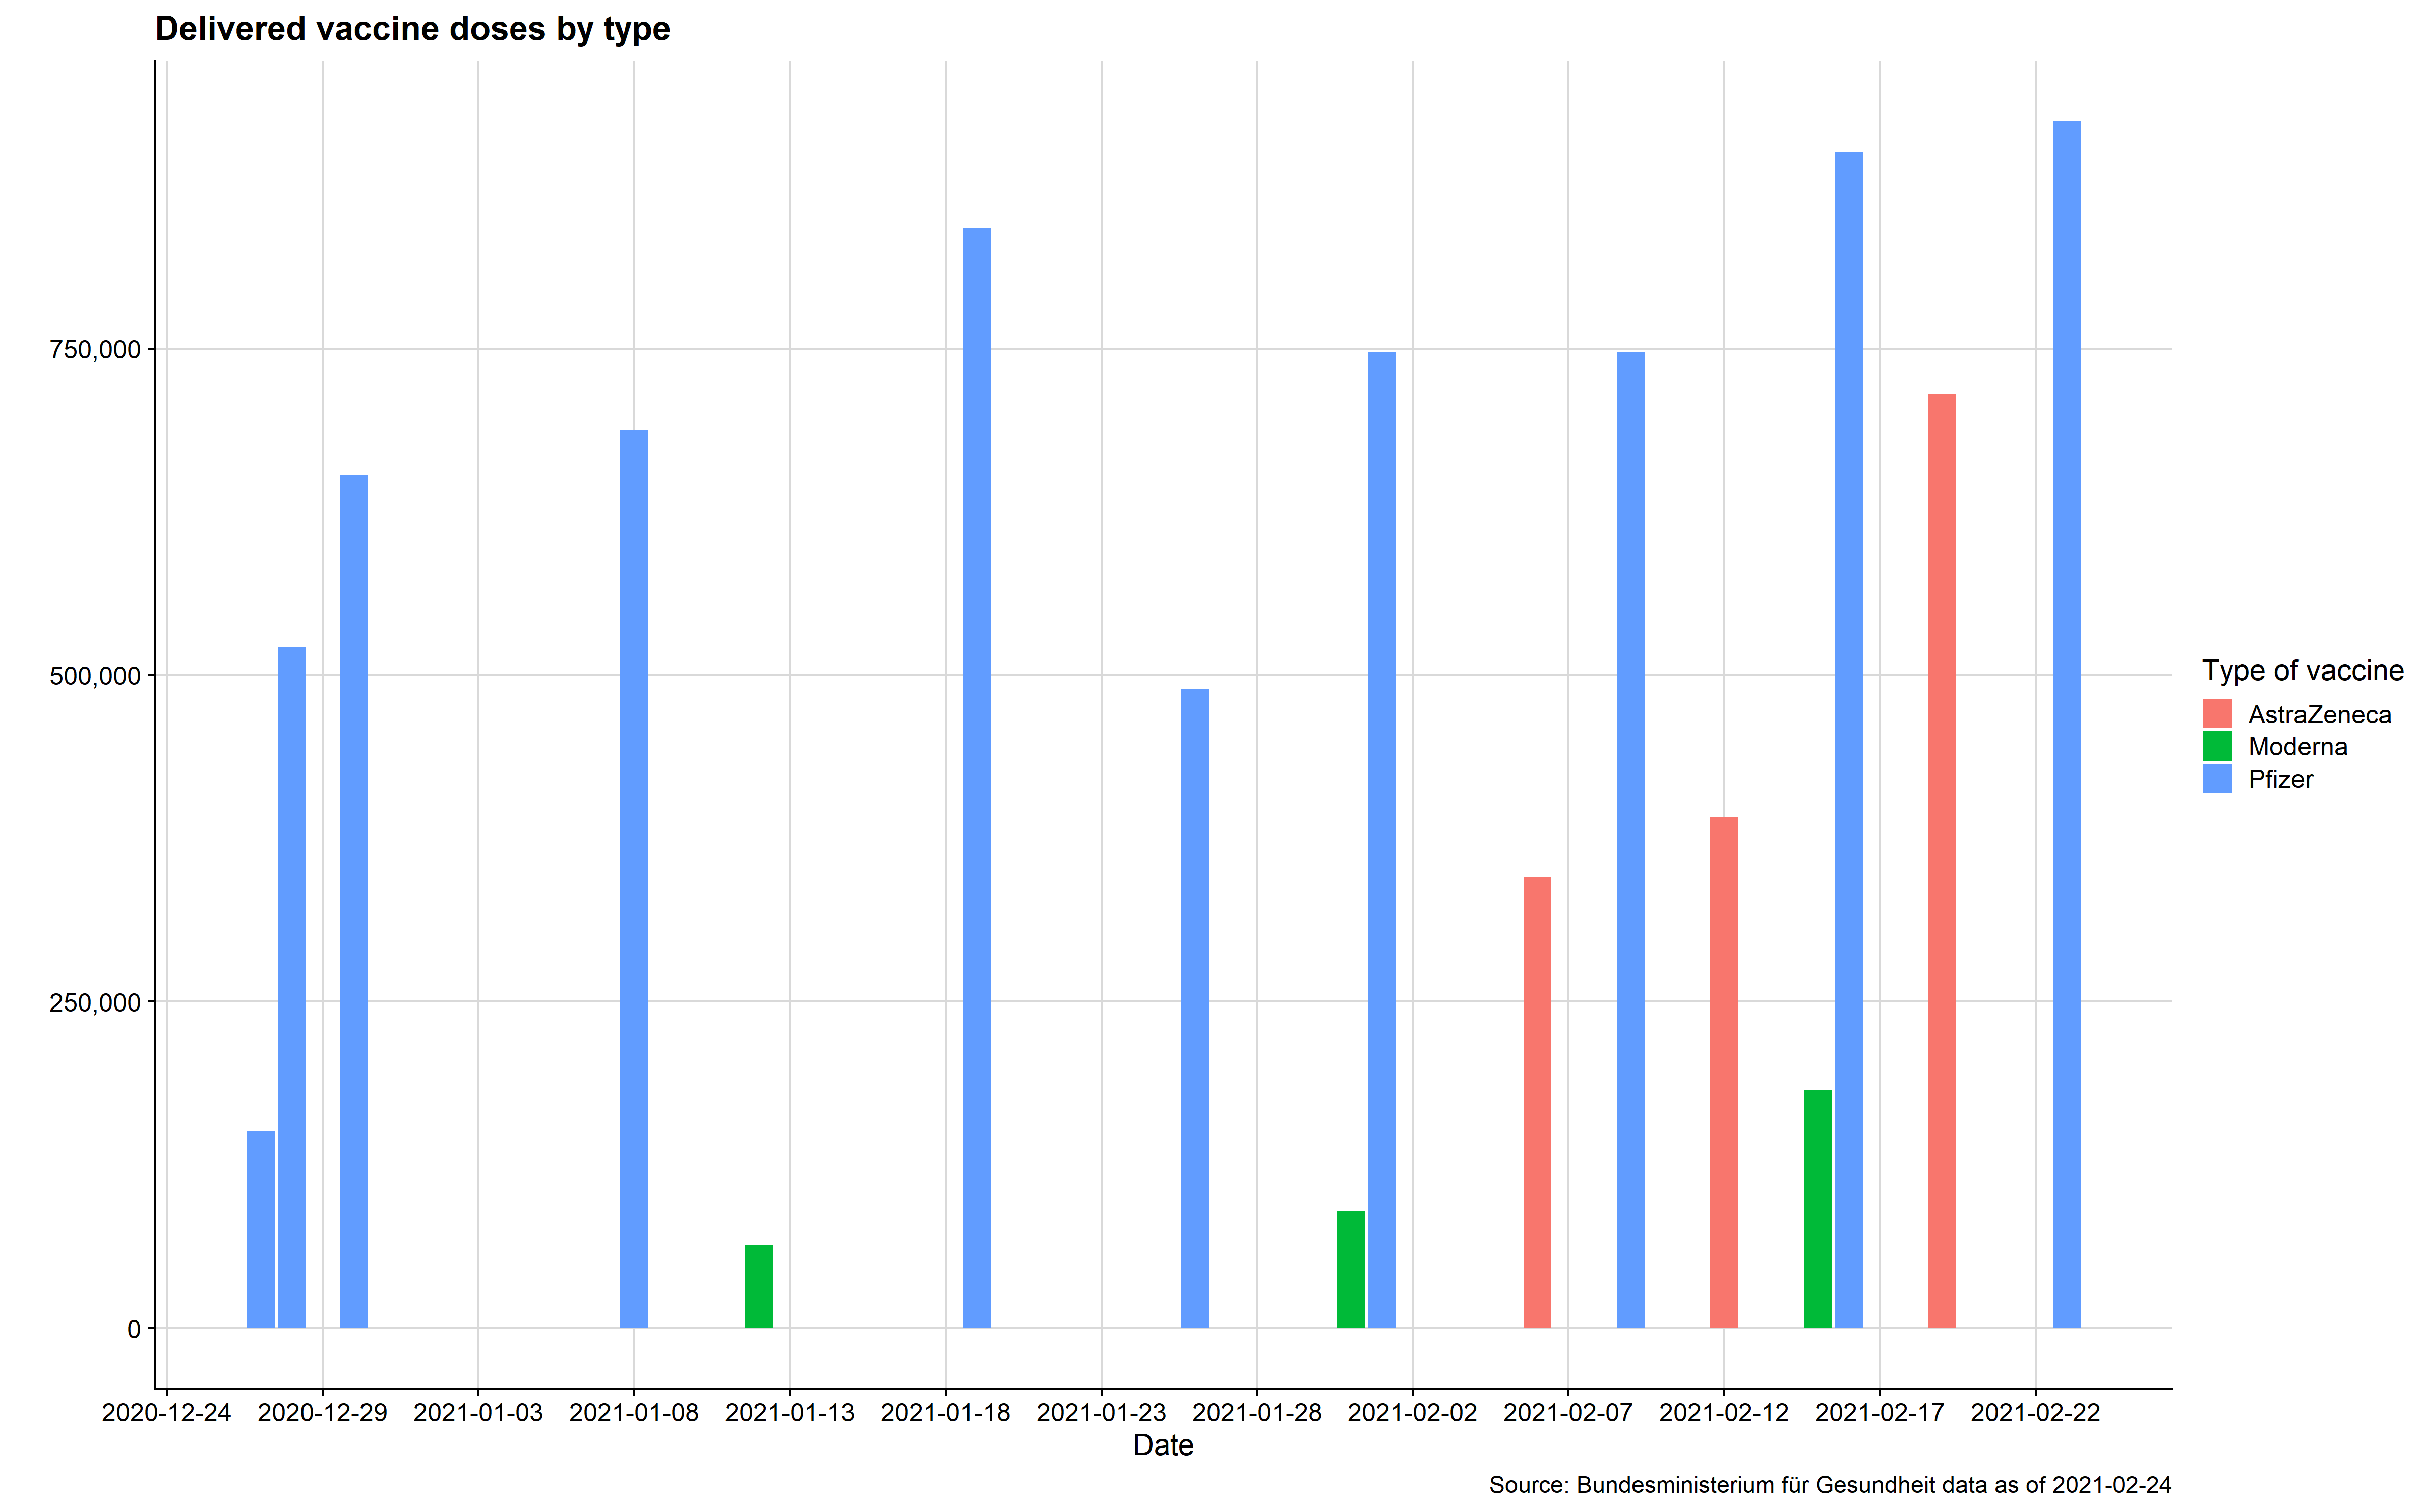 Delivered vaccine doses by type
750,000
500,000
250,000
0
2020-12-24 2020-12-29 2021-01-03 2021-01-08 2021-01-13 2021-01-18 2021-01-23 2021-01-28 2021-02-02 2021-02-07 2021-02-12 2021-02-17 2021-02-22
Date
Type of vaccine
AstraZeneca
Moderna
Pfizer
Source: Bundesministerium für Gesundheit data as of 2021-02-24